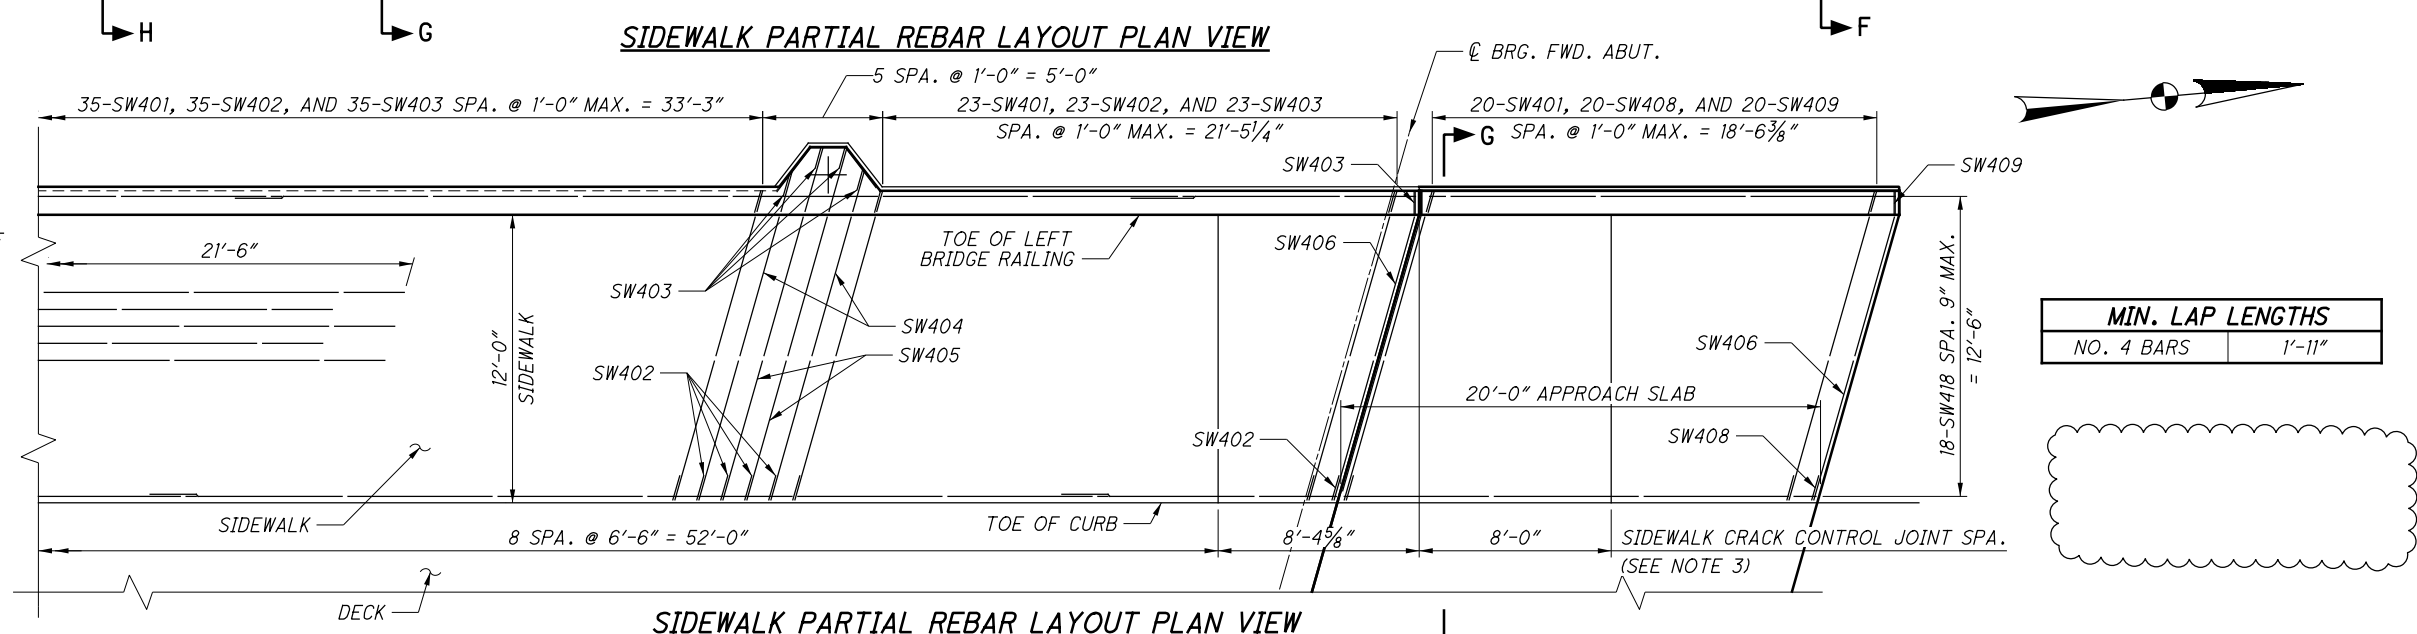 H
G
SIDEWALK PARTIAL REBAR LAYOUT PLAN VIEW
F
℄ BRG. FWD. ABUT.
5 SPA. @ 1'-0" = 5'-0"
35-SW401, 35-SW402, AND 35-SW403 SPA. @ 1'-0" MAX. = 33'-3"
23-SW401, 23-SW402, AND 23-SW403
SPA. @ 1'-0" MAX. = 21'-5 1/4"
20-SW401, 20-SW408, AND 20-SW409
SPA. @ 1'-0" MAX. = 18'-6 3/8"
G
SW403
SW409
21'-6"
TOE OF LEFT
BRIDGE RAILING
SW406
SW403
SW404
SW405
SW402
12'-0"
SIDEWALK
SW406
18-SW418 SPA. 9" MAX.
= 12'-6"
MIN. LAP LENGTHS
NO. 4 BARS 1'-11"
20'-0" APPROACH SLAB
SW402
SW408
SIDEWALK
TOE OF CURB
8 SPA. @ 6'-6" = 52'-0"
8'-4 5/8"
8'-0"
SIDEWALK CRACK CONTROL JOINT SPA.
(SEE NOTE 3)
DECK
SIDEWALK PARTIAL REBAR LAYOUT PLAN VIEW